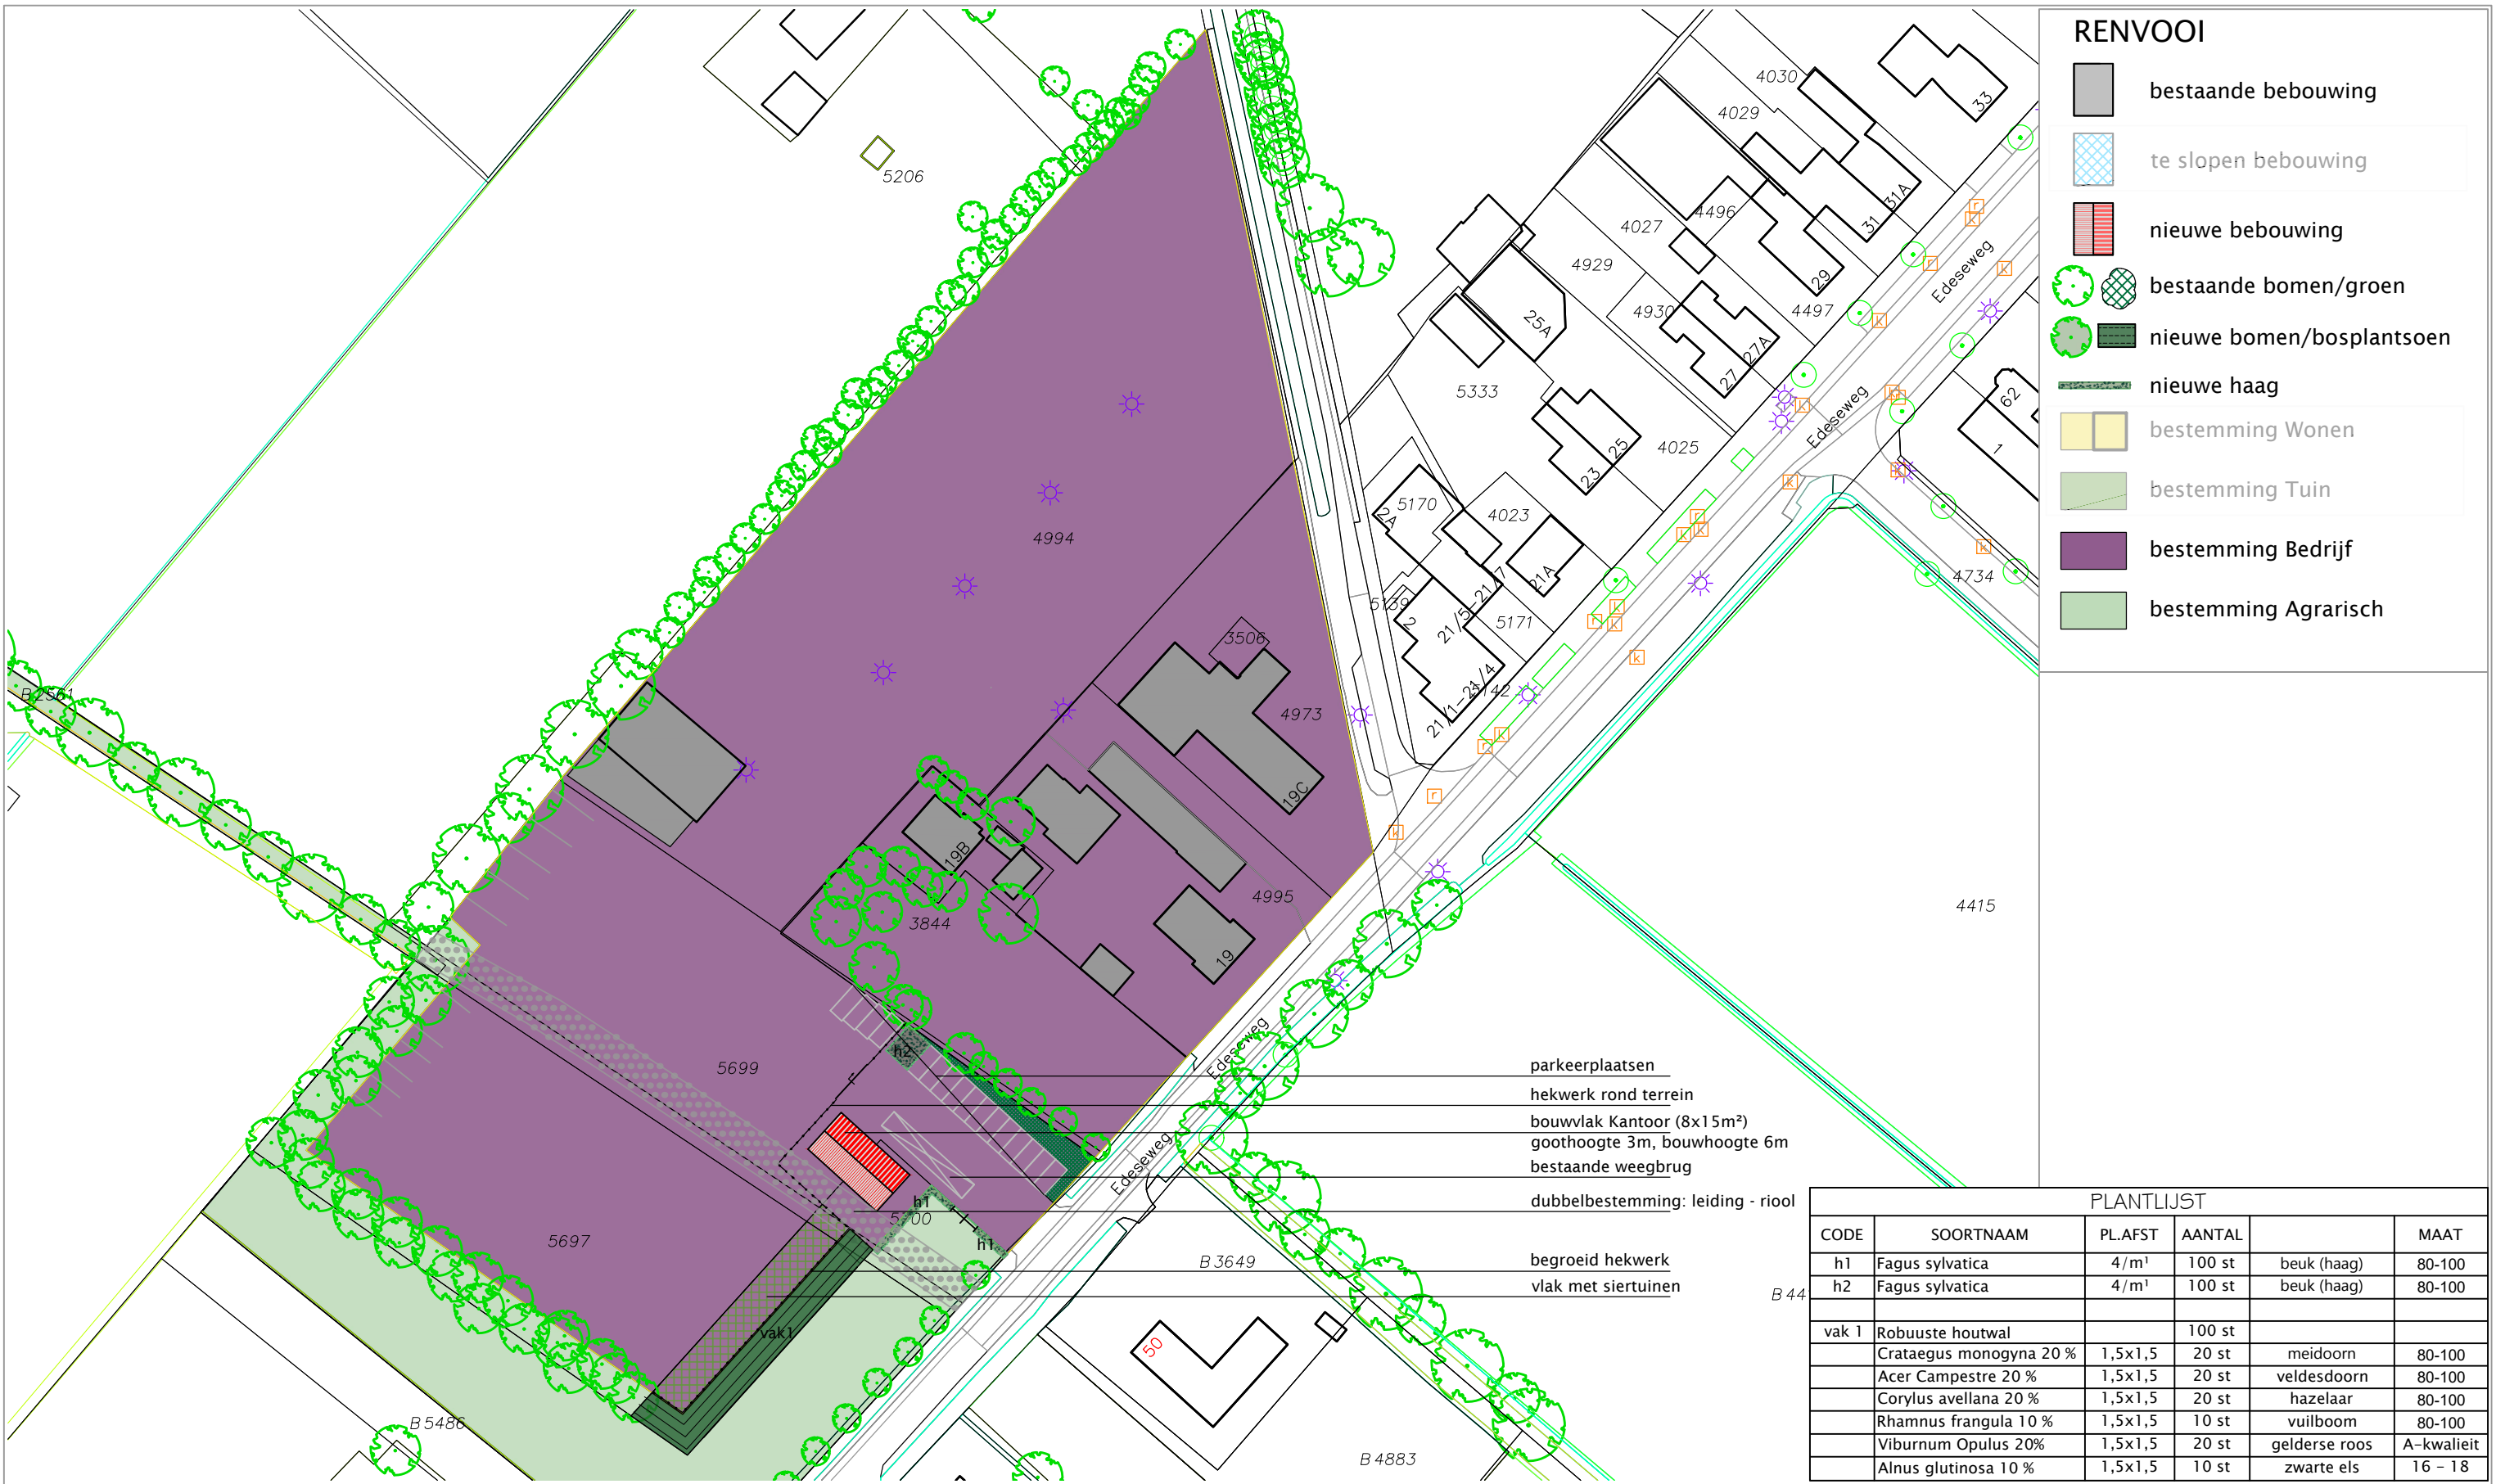 RENVOOI
bestaande bebouwing
te slopen bebouwing
nieuwe bebouwing
bestaande bomen/groen
nieuwe bomen/bosplantsoen
nieuwe haag
bestemming Wonen
bestemming Tuin
bestemming Bedrijf
bestemming Agrarisch
4030
33
4029
5206
31A
4496
31
4027
Edeseweg
4929
29
4930
4497
25A
27A
27
5333
62
Edeseweg
1
25
4025
23
5170
2A
4023
4994
21A
4734
21/5-21/7
5139
2
5171
3506
B 2561
21/1-21/4
4973
19C
19B
4995
4415
3844
19
h2
5699
Edeseweg
parkeerplaatsen
hekwerk rond terrein
bouwvlak Kantoor (8x15m²)
goothoogte 3m, bouwhoogte 6m
bestaande weegbrug
Edeseweg
dubbelbestemming: leiding - riool
h1
5697
h1
begroeid hekwerk
B 3649
vlak met siertuinen
vak1
50
B 5486
B 4883
PLANTLIJST
CODE SOORTNAAM PL.AFST AANTAL MAAT
h1 Fagus sylvatica 4/m¹ 100 st beuk (haag) 80-100
h2 Fagus sylvatica 4/m¹ 100 st beuk (haag) 80-100
vak 1 Robuuste houtwal 100 st
Crataegus monogyna 20 % 1,5x1,5 20 st meidoorn 80-100
Acer Campestre 20 % 1,5x1,5 20 st veldesdoorn 80-100
Corylus avellana 20 % 1,5x1,5 20 st hazelaar 80-100
Rhamnus frangula 10 % 1,5x1,5 10 st vuilboom 80-100
Viburnum Opulus 20% 1,5x1,5 20 st gelderse roos A-kwalieit
Alnus glutinosa 10 % 1,5x1,5 10 st zwarte els 16 - 18